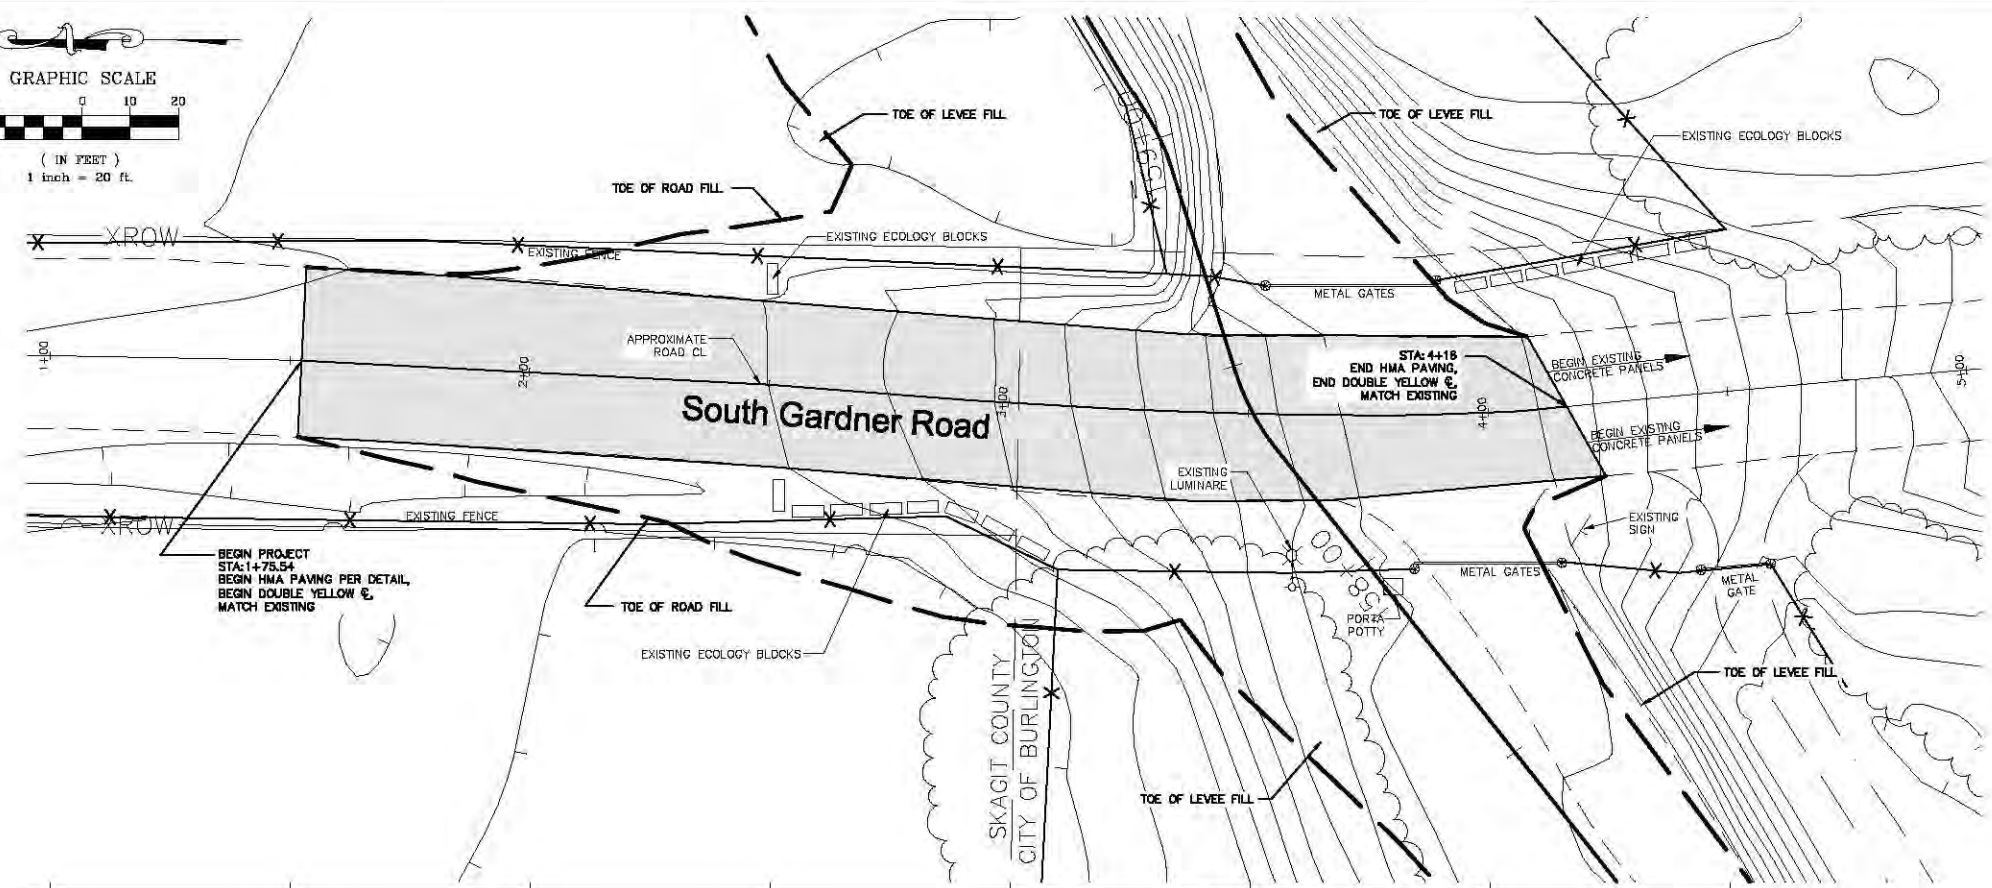 GRAPHIC SCALE
0 10 20
( IN FEET )
1 inch = 20 ft.
TOE OF LEVEE FILL
TOE OF LEVEE FILL
EXISTING ECOLOGY BLOCKS
TOE OF ROAD FILL
XROW
EXISTING FENCE
EXISTING ECOLOGY BLOCKS
METAL GATES
APPROXIMATE
ROAD CL
1+00
2+00
3+00
4+00
5+00
South Gardner Road
STA: 4+16
END HMA PAVING,
END DOUBLE YELLOW ℄,
MATCH EXISTING
BEGIN EXISTING
CONCRETE PANELS
BEGIN EXISTING
CONCRETE PANELS
EXISTING
LUMINARE
XROW
EXISTING FENCE
EXISTING
SIGN
BEGIN PROJECT
STA: 1+75.54
BEGIN HMA PAVING PER DETAIL,
BEGIN DOUBLE YELLOW ℄,
MATCH EXISTING
TOE OF ROAD FILL
METAL GATES
METAL
GATE
158+00
PORTA
POTTY
EXISTING ECOLOGY BLOCKS
SKAGIT COUNTY
CITY OF BURLINGTON
TOE OF LEVEE FILL
TOE OF LEVEE FILL